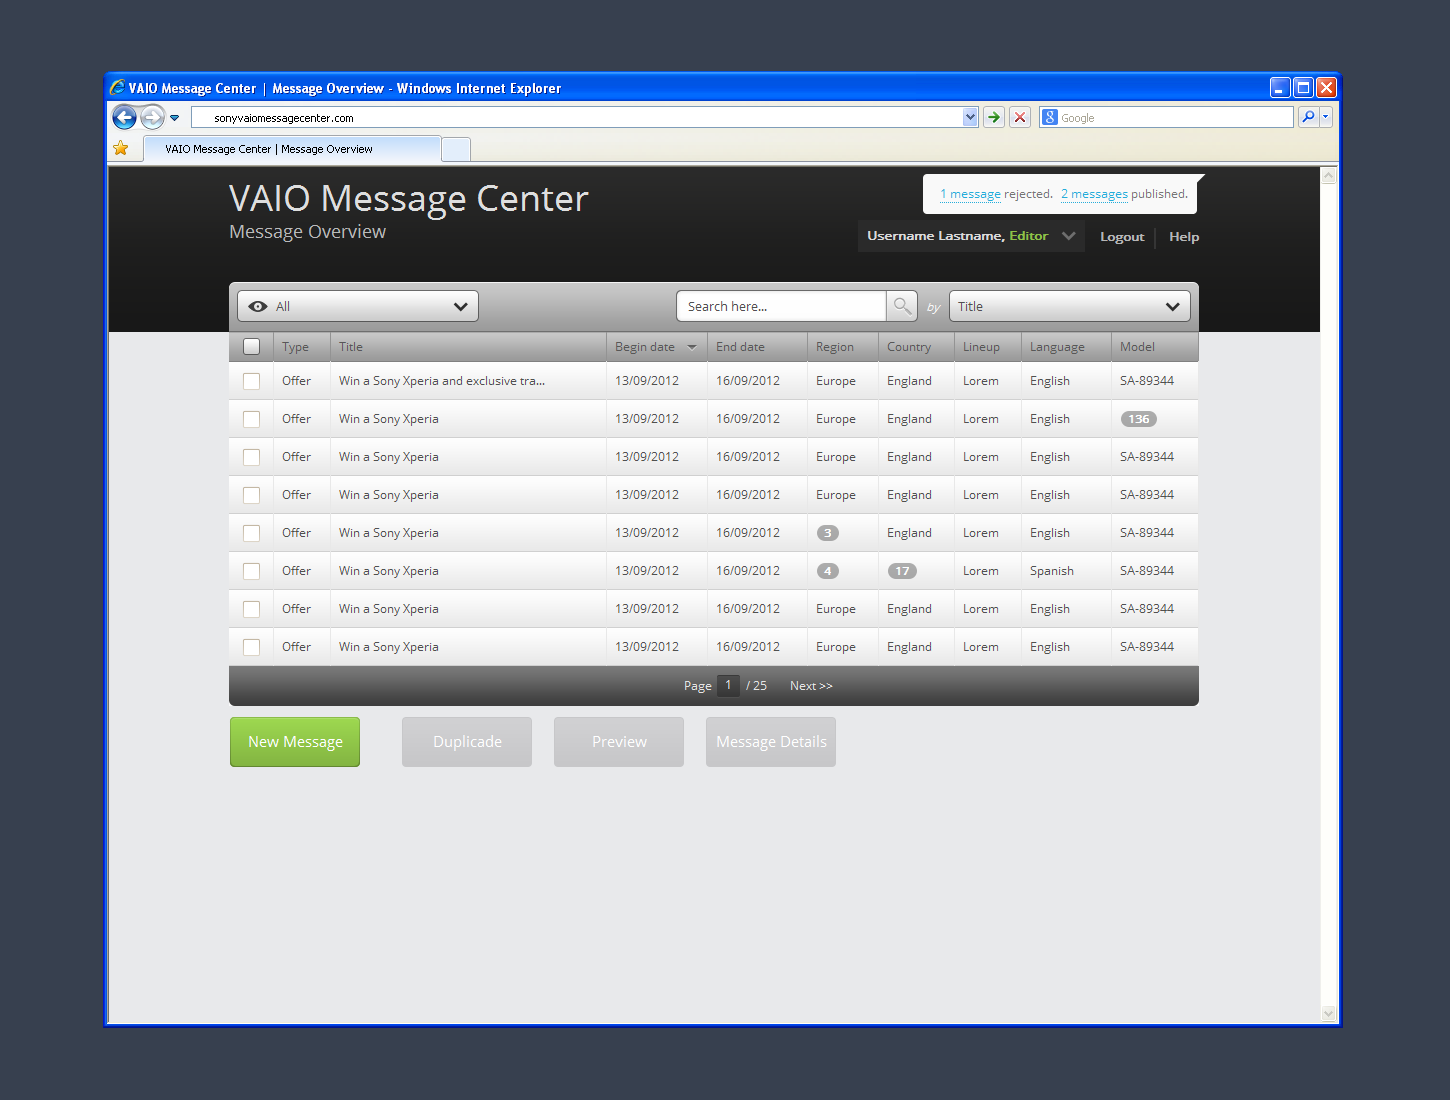 VAIO Message Center | Message Overview - Windows Internet Explorer
sonyvaiomessagecenter.com
8 Google
VAIO Message Center | Message Overview
VAIO Message Center
Message Overview
1 message rejected. 2 messages published.
Username Lastname, Editor Logout Help
All Search here... by Title
Type Title Begin date End date Region Country Lineup Language Model
Offer Win a Sony Xperia and exclusive tra... 13/09/2012 16/09/2012 Europe England Lorem English SA-89344
Offer Win a Sony Xperia 13/09/2012 16/09/2012 Europe England Lorem English 136
Offer Win a Sony Xperia 13/09/2012 16/09/2012 Europe England Lorem English SA-89344
Offer Win a Sony Xperia 13/09/2012 16/09/2012 Europe England Lorem English SA-89344
Offer Win a Sony Xperia 13/09/2012 16/09/2012 3 England Lorem English SA-89344
Offer Win a Sony Xperia 13/09/2012 16/09/2012 4 17 Lorem Spanish SA-89344
Offer Win a Sony Xperia 13/09/2012 16/09/2012 Europe England Lorem English SA-89344
Offer Win a Sony Xperia 13/09/2012 16/09/2012 Europe England Lorem English SA-89344
Page 1 / 25 Next >>
New Message Duplicade Preview Message Details